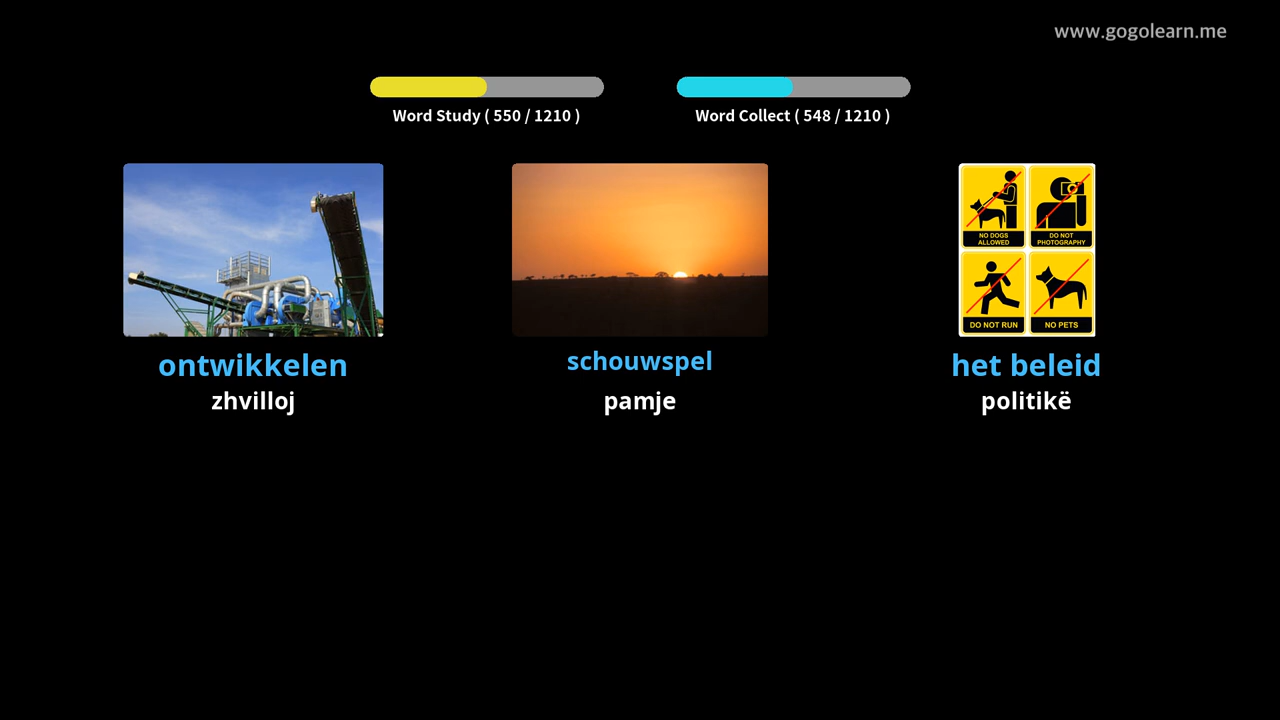 www.gogolearn.me
Word Study ( 550 / 1210 )
Word Collect ( 548 / 1210 )
NO DOGS
ALLOWED
DO NOT
PHOTOGRAPHY
DO NOT RUN
NO PETS
ontwikkelen
schouwspel
het beleid
zhvilloj
pamje
politikë